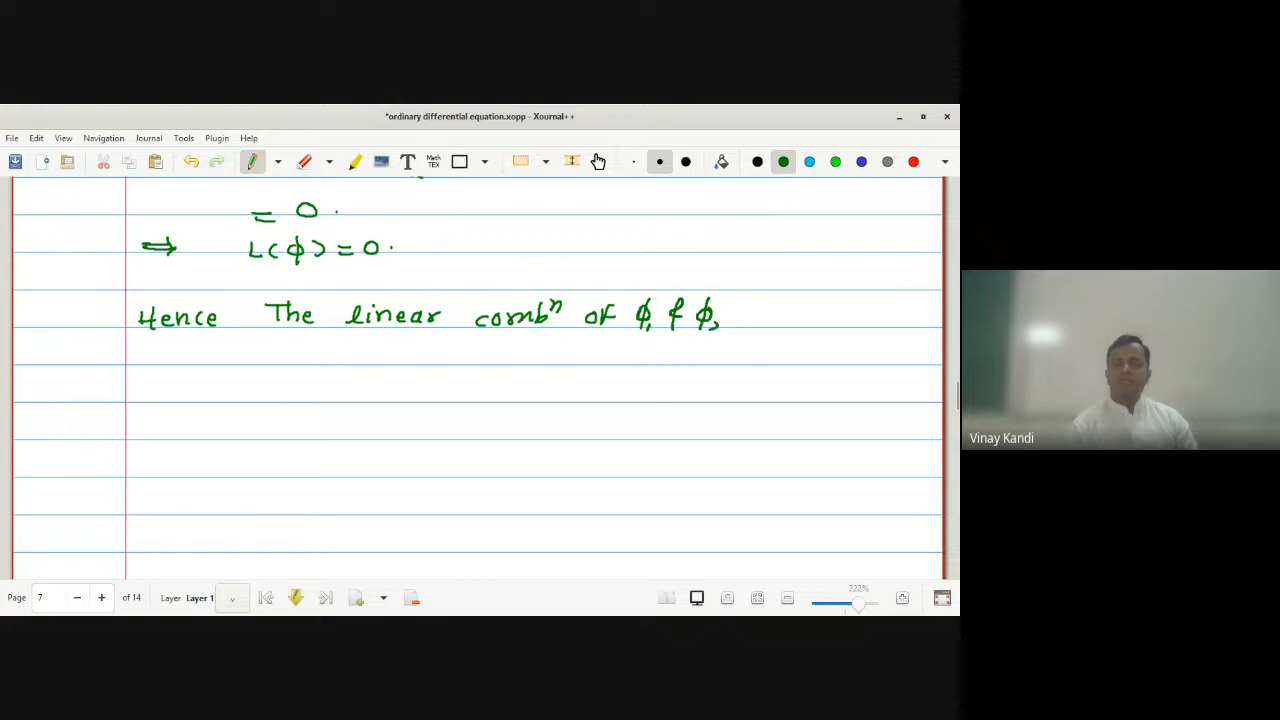 *ordinary differential equation.xopp - Xournal++
File Edit View Navigation Journal Tools Plugin Help
= 0.
⇒ L(ϕ) = 0.
Hence The linear combⁿ of ϕ₁ & ϕ₂
Vinay Kandi
Page 7 of 14 Layer Layer 1 222%